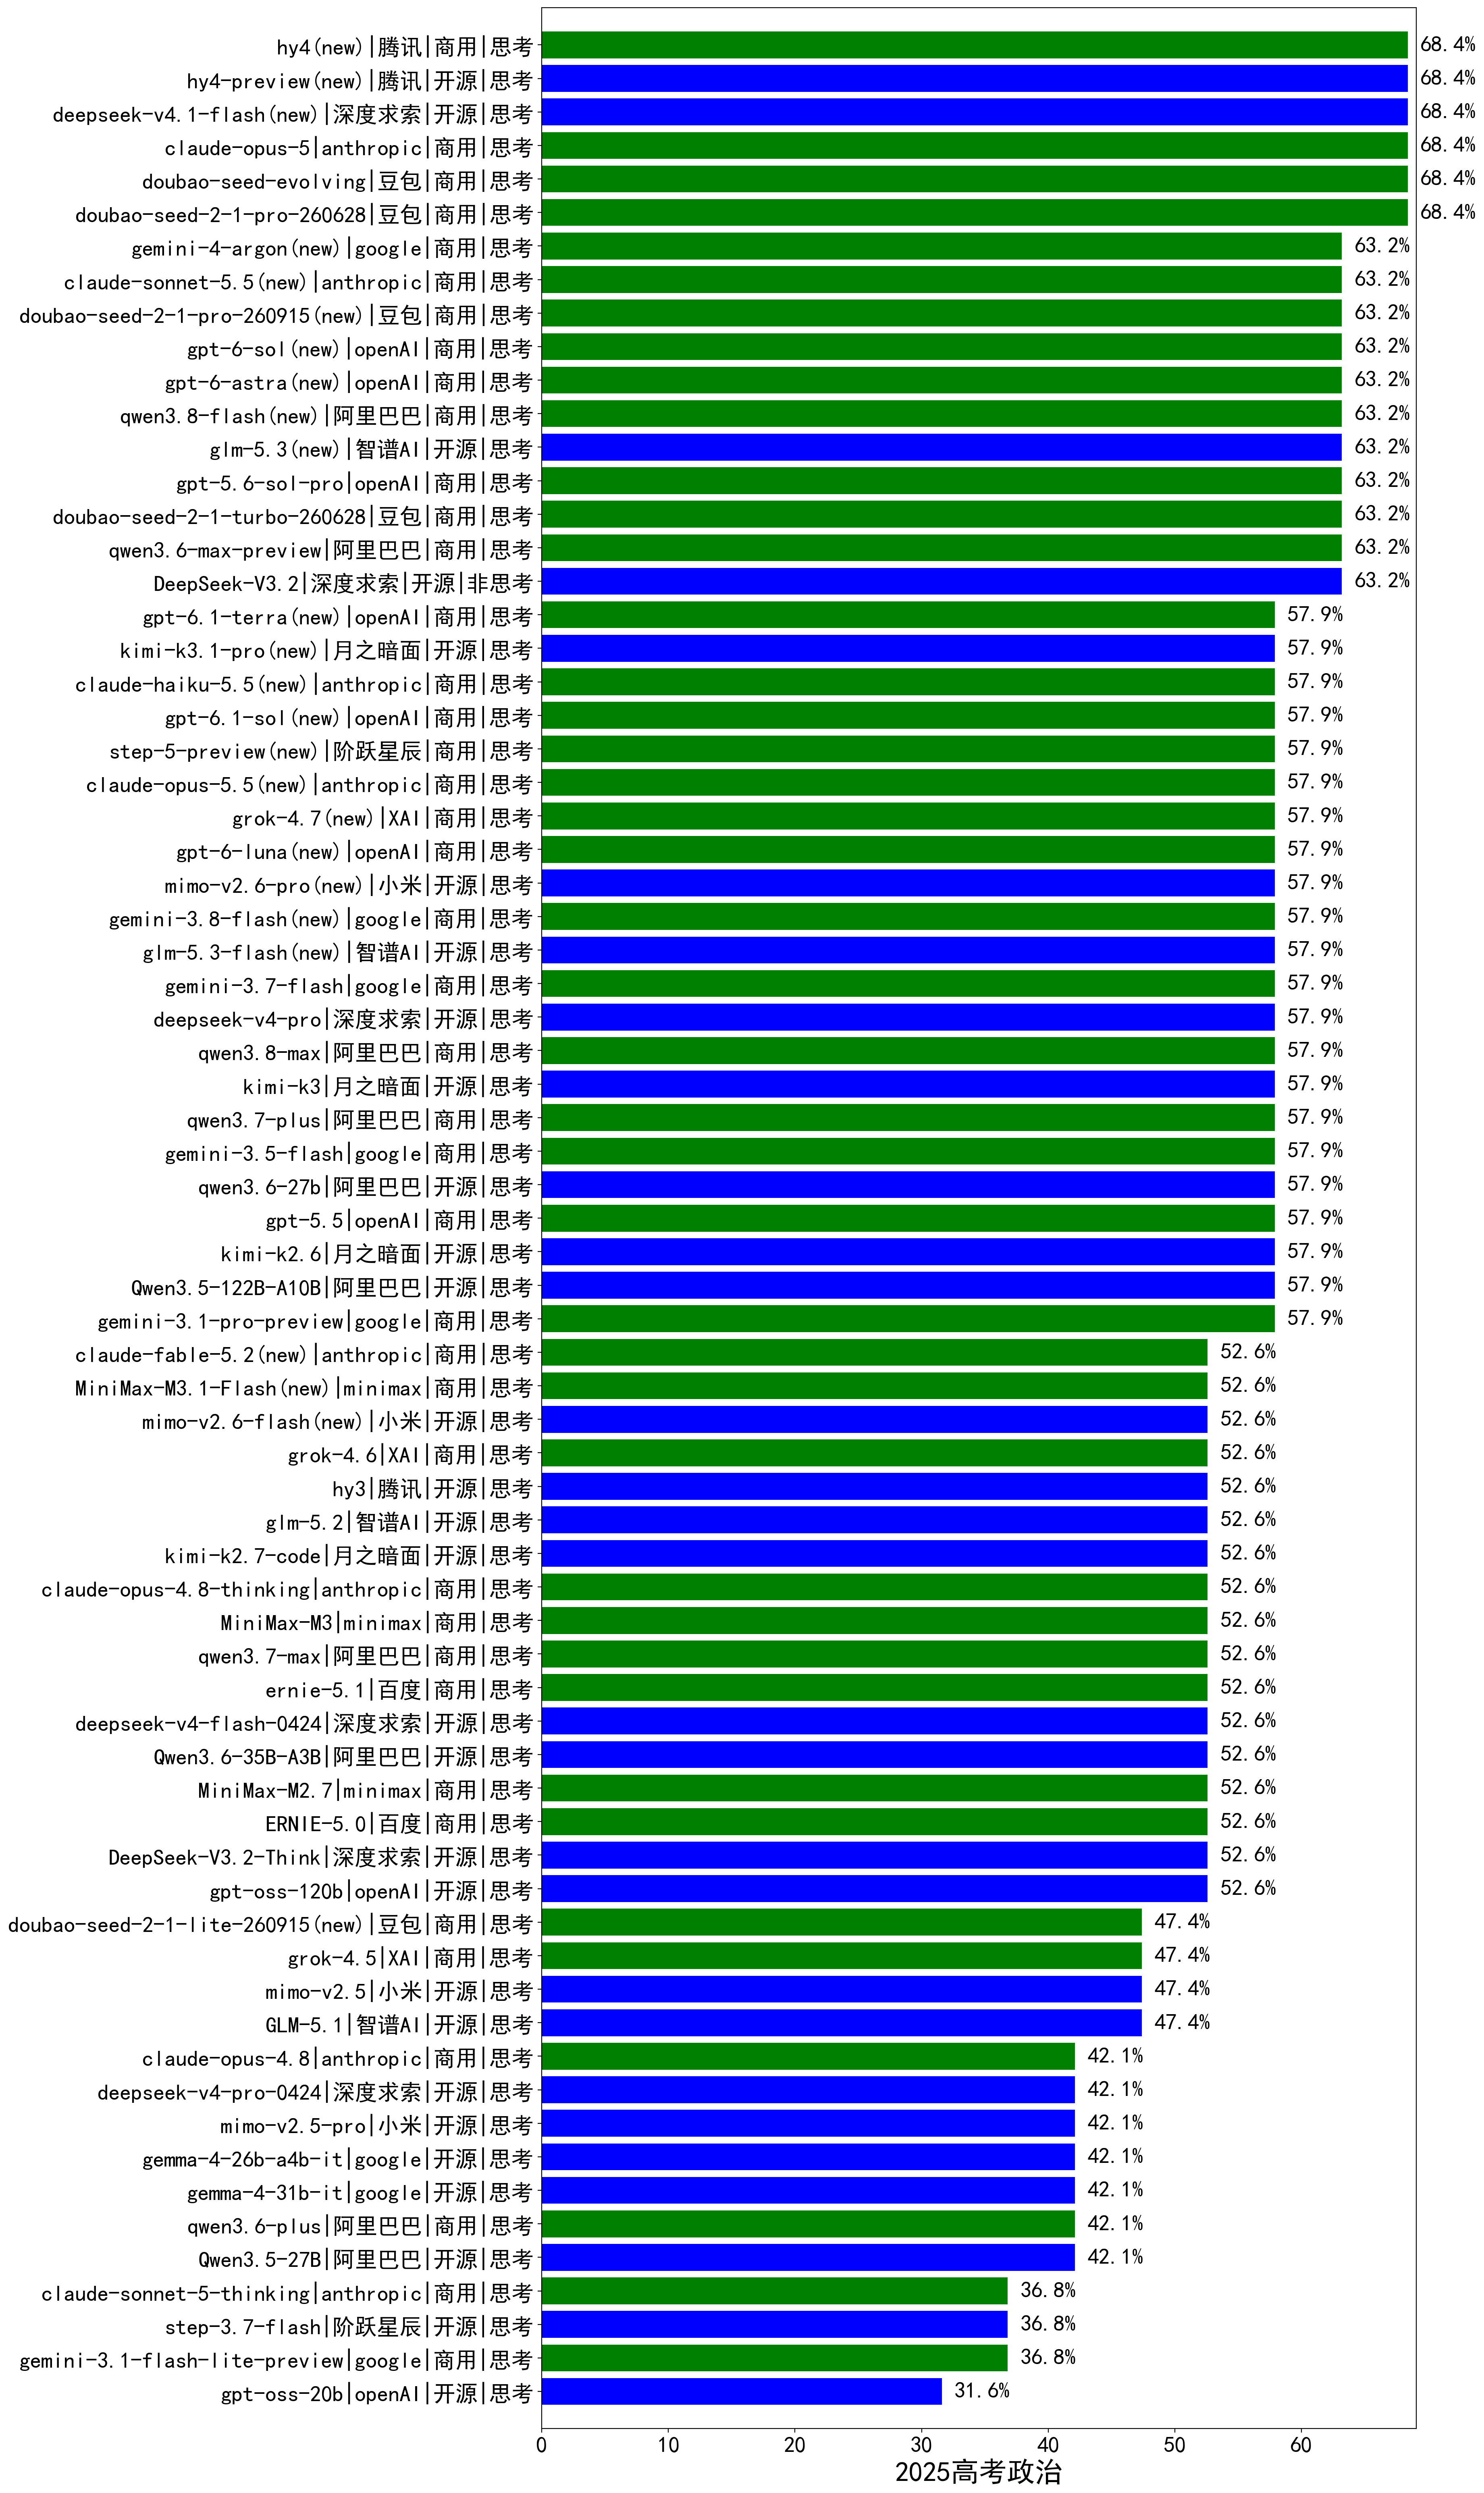 hy4(new)|腾讯|商用|思考 68.4%
hy4-preview(new)|腾讯|开源|思考 68.4%
deepseek-v4.1-flash(new)|深度求索|开源|思考 68.4%
claude-opus-5|anthropic|商用|思考 68.4%
doubao-seed-evolving|豆包|商用|思考 68.4%
doubao-seed-2-1-pro-260628|豆包|商用|思考 68.4%
gemini-4-argon(new)|google|商用|思考 63.2%
claude-sonnet-5.5(new)|anthropic|商用|思考 63.2%
doubao-seed-2-1-pro-260915(new)|豆包|商用|思考 63.2%
gpt-6-sol(new)|openAI|商用|思考 63.2%
gpt-6-astra(new)|openAI|商用|思考 63.2%
qwen3.8-flash(new)|阿里巴巴|商用|思考 63.2%
glm-5.3(new)|智谱AI|开源|思考 63.2%
gpt-5.6-sol-pro|openAI|商用|思考 63.2%
doubao-seed-2-1-turbo-260628|豆包|商用|思考 63.2%
qwen3.6-max-preview|阿里巴巴|商用|思考 63.2%
DeepSeek-V3.2|深度求索|开源|非思考 63.2%
gpt-6.1-terra(new)|openAI|商用|思考 57.9%
kimi-k3.1-pro(new)|月之暗面|开源|思考 57.9%
claude-haiku-5.5(new)|anthropic|商用|思考 57.9%
gpt-6.1-sol(new)|openAI|商用|思考 57.9%
step-5-preview(new)|阶跃星辰|商用|思考 57.9%
claude-opus-5.5(new)|anthropic|商用|思考 57.9%
grok-4.7(new)|XAI|商用|思考 57.9%
gpt-6-luna(new)|openAI|商用|思考 57.9%
mimo-v2.6-pro(new)|小米|开源|思考 57.9%
gemini-3.8-flash(new)|google|商用|思考 57.9%
glm-5.3-flash(new)|智谱AI|开源|思考 57.9%
gemini-3.7-flash|google|商用|思考 57.9%
deepseek-v4-pro|深度求索|开源|思考 57.9%
qwen3.8-max|阿里巴巴|商用|思考 57.9%
kimi-k3|月之暗面|开源|思考 57.9%
qwen3.7-plus|阿里巴巴|商用|思考 57.9%
gemini-3.5-flash|google|商用|思考 57.9%
qwen3.6-27b|阿里巴巴|开源|思考 57.9%
gpt-5.5|openAI|商用|思考 57.9%
kimi-k2.6|月之暗面|开源|思考 57.9%
Qwen3.5-122B-A10B|阿里巴巴|开源|思考 57.9%
gemini-3.1-pro-preview|google|商用|思考 57.9%
claude-fable-5.2(new)|anthropic|商用|思考 52.6%
MiniMax-M3.1-Flash(new)|minimax|商用|思考 52.6%
mimo-v2.6-flash(new)|小米|开源|思考 52.6%
grok-4.6|XAI|商用|思考 52.6%
hy3|腾讯|开源|思考 52.6%
glm-5.2|智谱AI|开源|思考 52.6%
kimi-k2.7-code|月之暗面|开源|思考 52.6%
claude-opus-4.8-thinking|anthropic|商用|思考 52.6%
MiniMax-M3|minimax|商用|思考 52.6%
qwen3.7-max|阿里巴巴|商用|思考 52.6%
ernie-5.1|百度|商用|思考 52.6%
deepseek-v4-flash-0424|深度求索|开源|思考 52.6%
Qwen3.6-35B-A3B|阿里巴巴|开源|思考 52.6%
MiniMax-M2.7|minimax|商用|思考 52.6%
ERNIE-5.0|百度|商用|思考 52.6%
DeepSeek-V3.2-Think|深度求索|开源|思考 52.6%
gpt-oss-120b|openAI|开源|思考 52.6%
doubao-seed-2-1-lite-260915(new)|豆包|商用|思考 47.4%
grok-4.5|XAI|商用|思考 47.4%
mimo-v2.5|小米|开源|思考 47.4%
GLM-5.1|智谱AI|开源|思考 47.4%
claude-opus-4.8|anthropic|商用|思考 42.1%
deepseek-v4-pro-0424|深度求索|开源|思考 42.1%
mimo-v2.5-pro|小米|开源|思考 42.1%
gemma-4-26b-a4b-it|google|开源|思考 42.1%
gemma-4-31b-it|google|开源|思考 42.1%
qwen3.6-plus|阿里巴巴|商用|思考 42.1%
Qwen3.5-27B|阿里巴巴|开源|思考 42.1%
claude-sonnet-5-thinking|anthropic|商用|思考 36.8%
step-3.7-flash|阶跃星辰|开源|思考 36.8%
gemini-3.1-flash-lite-preview|google|商用|思考 36.8%
gpt-oss-20b|openAI|开源|思考 31.6%
0 10 20 30 40 50 60
2025高考政治